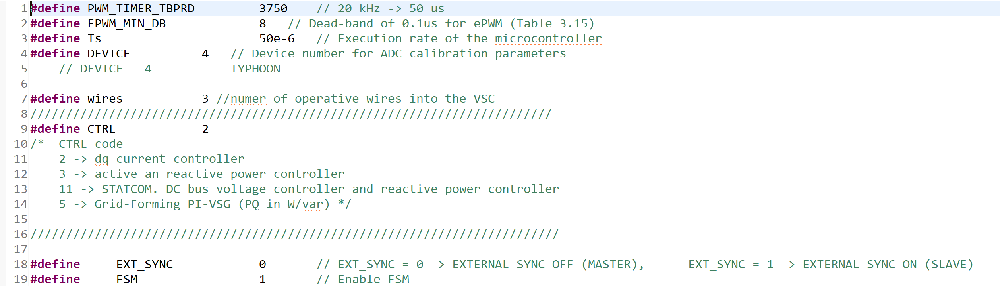 1 #define PWM_TIMER_TBPRD         3750    // 20 kHz -> 50 us
2 #define EPWM_MIN_DB             8   // Dead-band of 0.1us for ePWM (Table 3.15)
3 #define Ts                      50e-6   // Execution rate of the microcontroller
4 #define DEVICE          4   // Device number for ADC calibration parameters
5     // DEVICE   4           TYPHOON
6
7 #define wires           3 //numer of operative wires into the VSC
8 /////////////////////////////////////////////////////////////////////////
9 #define CTRL            2
10 /*  CTRL code
11     2 -> dq current controller
12     3 -> active an reactive power controller
13     11 -> STATCOM. DC bus voltage controller and reactive power controller
14     5 -> Grid-Forming PI-VSG (PQ in W/var) */
15
16 //////////////////////////////////////////////////////////////////////////
17
18 #define     EXT_SYNC            0       // EXT_SYNC = 0 -> EXTERNAL SYNC OFF (MASTER),      EXT_SYNC = 1 -> EXTERNAL SYNC ON (SLAVE)
19 #define     FSM                 1       // Enable FSM